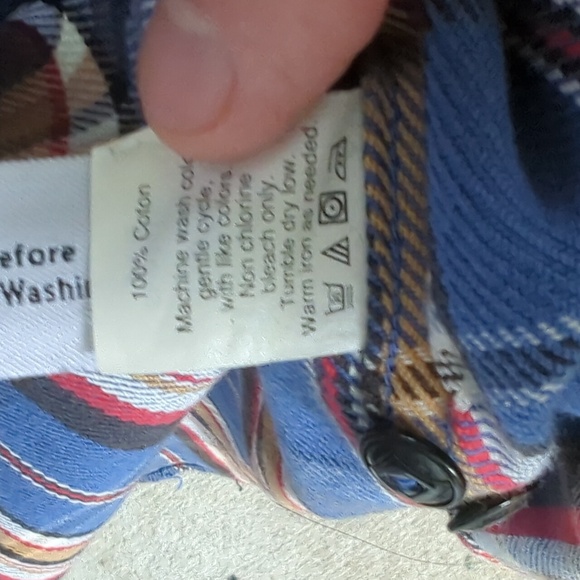 efore
Washi
100% Coton
Machine wash col
gentle cycle,
with like colors
Non chlorine
bleach only.
Tumble dry low.
Warm iron as needed